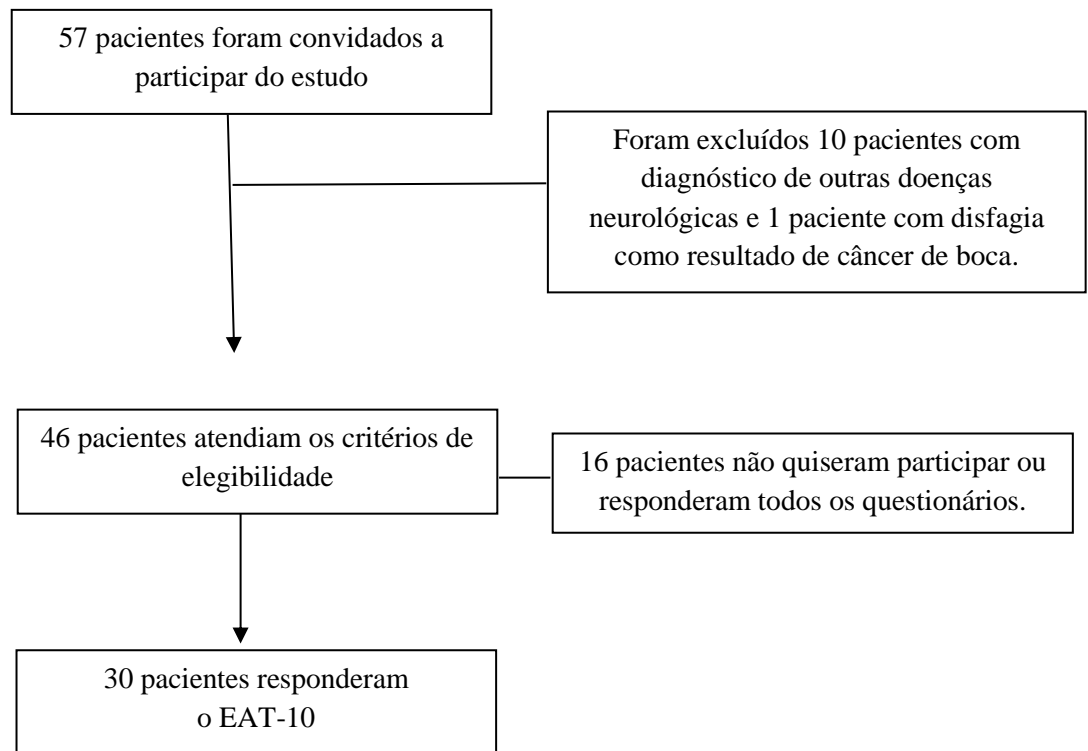 57 pacientes foram convidados a
participar do estudo
Foram excluídos 10 pacientes com
diagnóstico de outras doenças
neurológicas e 1 paciente com disfagia
como resultado de câncer de boca.
46 pacientes atendiam os critérios de
elegibilidade
16 pacientes não quiseram participar ou
responderam todos os questionários.
30 pacientes responderam
o EAT-10